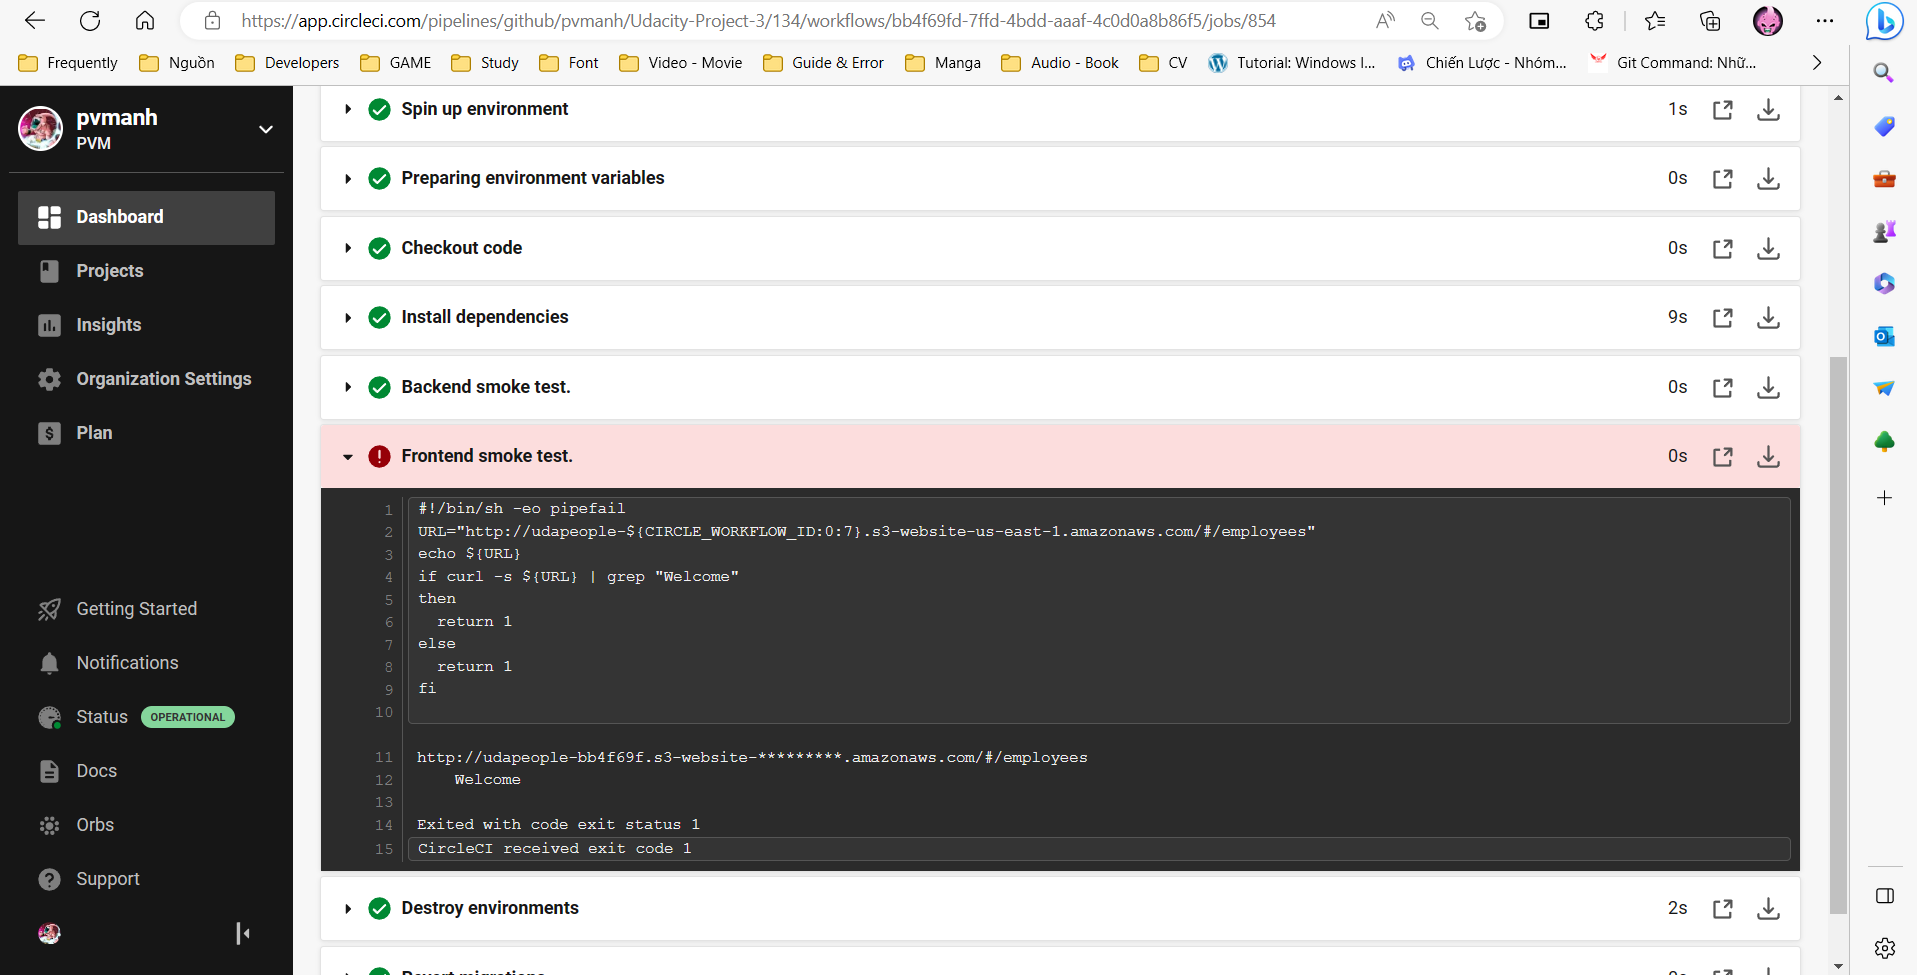 https://app.circleci.com/pipelines/github/pvmanh/Udacity-Project-3/134/workflows/bb4f69fd-7ffd-4bdd-aaaf-4c0d0a8b86f5/jobs/854
Frequently Nguồn Developers GAME Study Font Video - Movie Guide & Error Manga Audio - Book CV Tutorial: Windows I... Chiến Lược - Nhóm... Git Command: Nhữ...
pvmanh
PVM
Dashboard
Projects
Insights
Organization Settings
Plan
Getting Started
Notifications
Status OPERATIONAL
Docs
Orbs
Support
Spin up environment 1s
Preparing environment variables 0s
Checkout code 0s
Install dependencies 9s
Backend smoke test. 0s
Frontend smoke test. 0s
1 #!/bin/sh -eo pipefail
2 URL="http://udapeople-${CIRCLE_WORKFLOW_ID:0:7}.s3-website-us-east-1.amazonaws.com/#/employees"
3 echo ${URL}
4 if curl -s ${URL} | grep "Welcome"
5 then
6   return 1
7 else
8   return 1
9 fi
10
11 http://udapeople-bb4f69f.s3-website-*********.amazonaws.com/#/employees
12     Welcome
13
14 Exited with code exit status 1
15 CircleCI received exit code 1
Destroy environments 2s
Revert migrations 0s